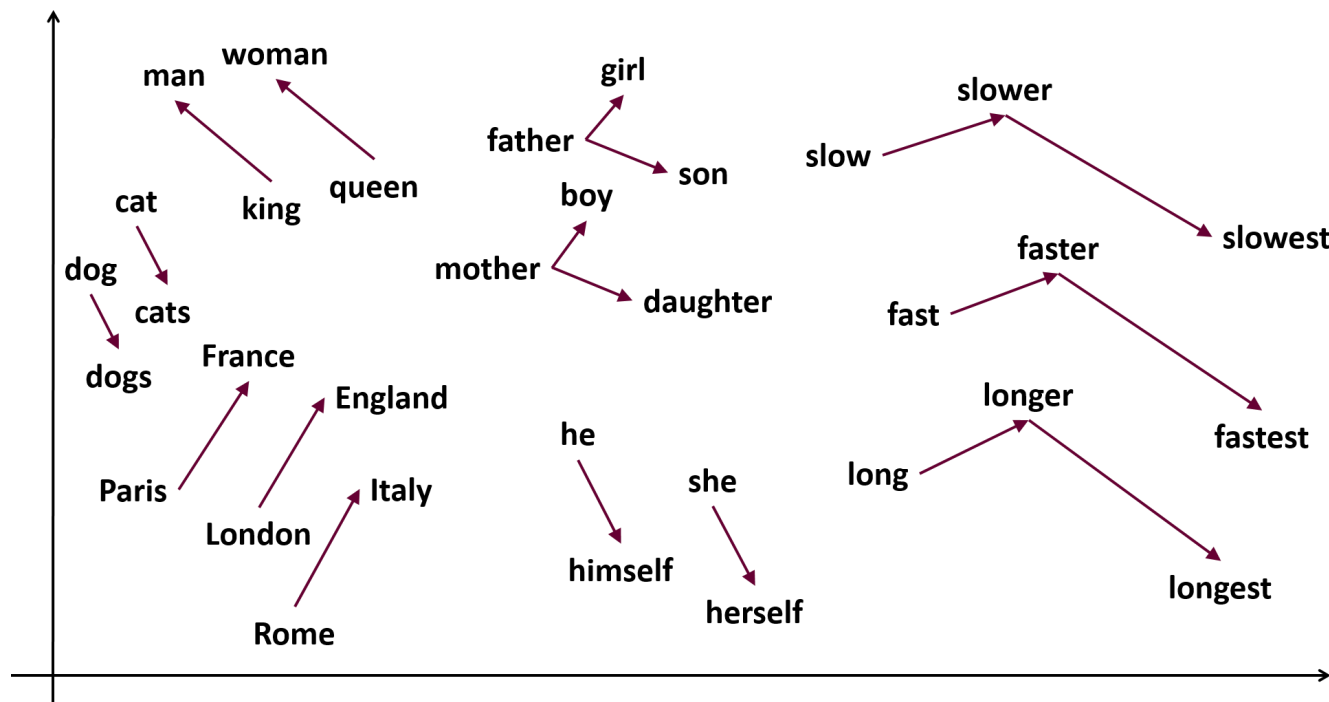 woman
man
girl
slower
father
slow
son
queen
boy
cat
king
slowest
faster
dog
mother
daughter
cats
fast
France
dogs
longer
England
he
fastest
long
she
Paris
Italy
London
himself
longest
herself
Rome